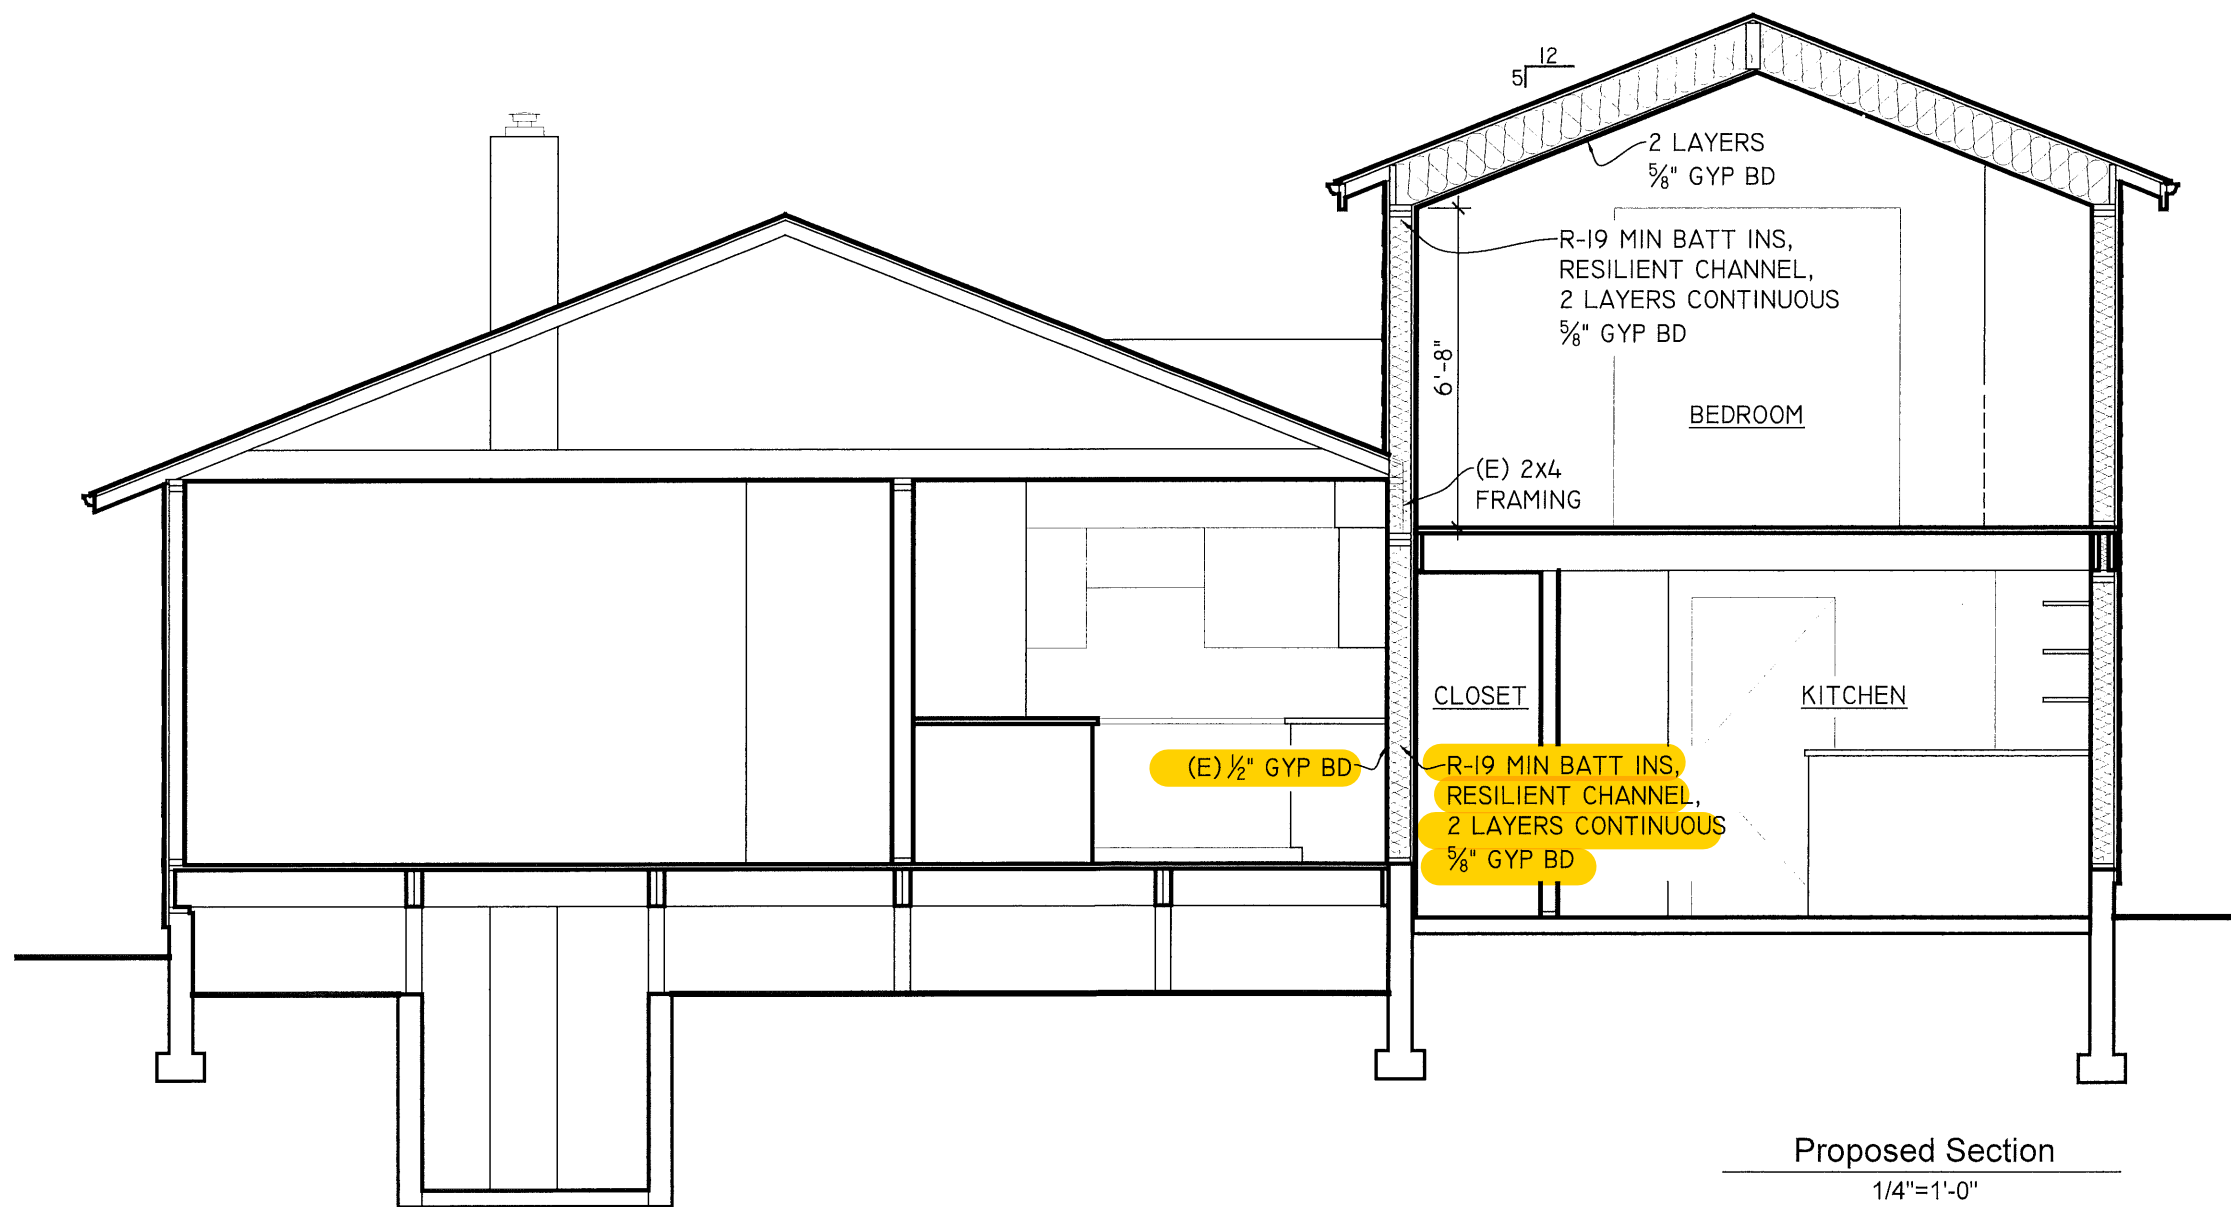 12
5
2 LAYERS
⅝" GYP BD
R-19 MIN BATT INS,
RESILIENT CHANNEL,
2 LAYERS CONTINUOUS
⅝" GYP BD
6'-8"
BEDROOM
(E) 2x4
FRAMING
CLOSET
KITCHEN
(E) ½" GYP BD
R-19 MIN BATT INS,
RESILIENT CHANNEL,
2 LAYERS CONTINUOUS
⅝" GYP BD
Proposed Section
1/4"=1'-0"